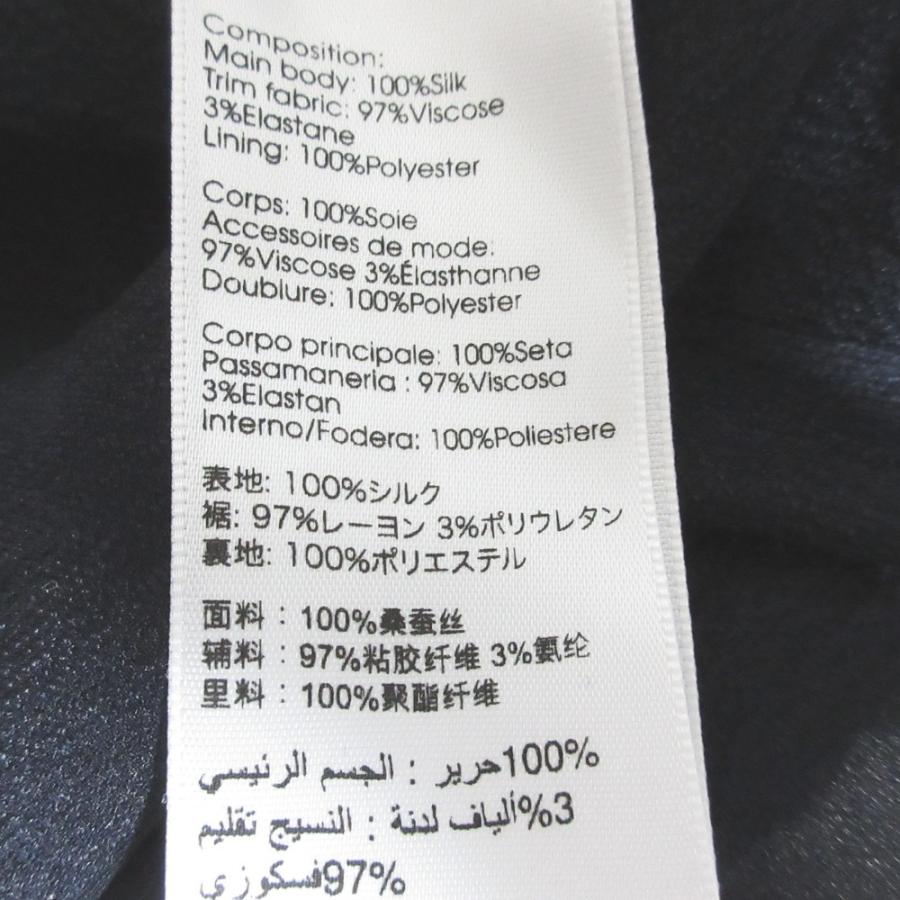 Composition:
Main body: 100%Silk
Trim fabric: 97%Viscose
3%Elastane
Lining: 100%Polyester
Corps: 100%Soie
Accessoires de mode:
97%Viscose 3%Élasthanne
Doublure: 100%Polyester
Corpo principale: 100%Seta
Passamaneria : 97%Viscosa
3%Elastan
Interno/Fodera: 100%Poliestere
表地: 100%シルク
裾: 97%レーヨン 3%ポリウレタン
裏地: 100%ポリエステル
面料 : 100%桑蚕丝
辅料 : 97%粘胶纤维 3%氨纶
里料 : 100%聚酯纤维
100%حرير : الجسم الرئيسي
3%ألياف لدنة : النسيج تقليم
97%فسكوزي